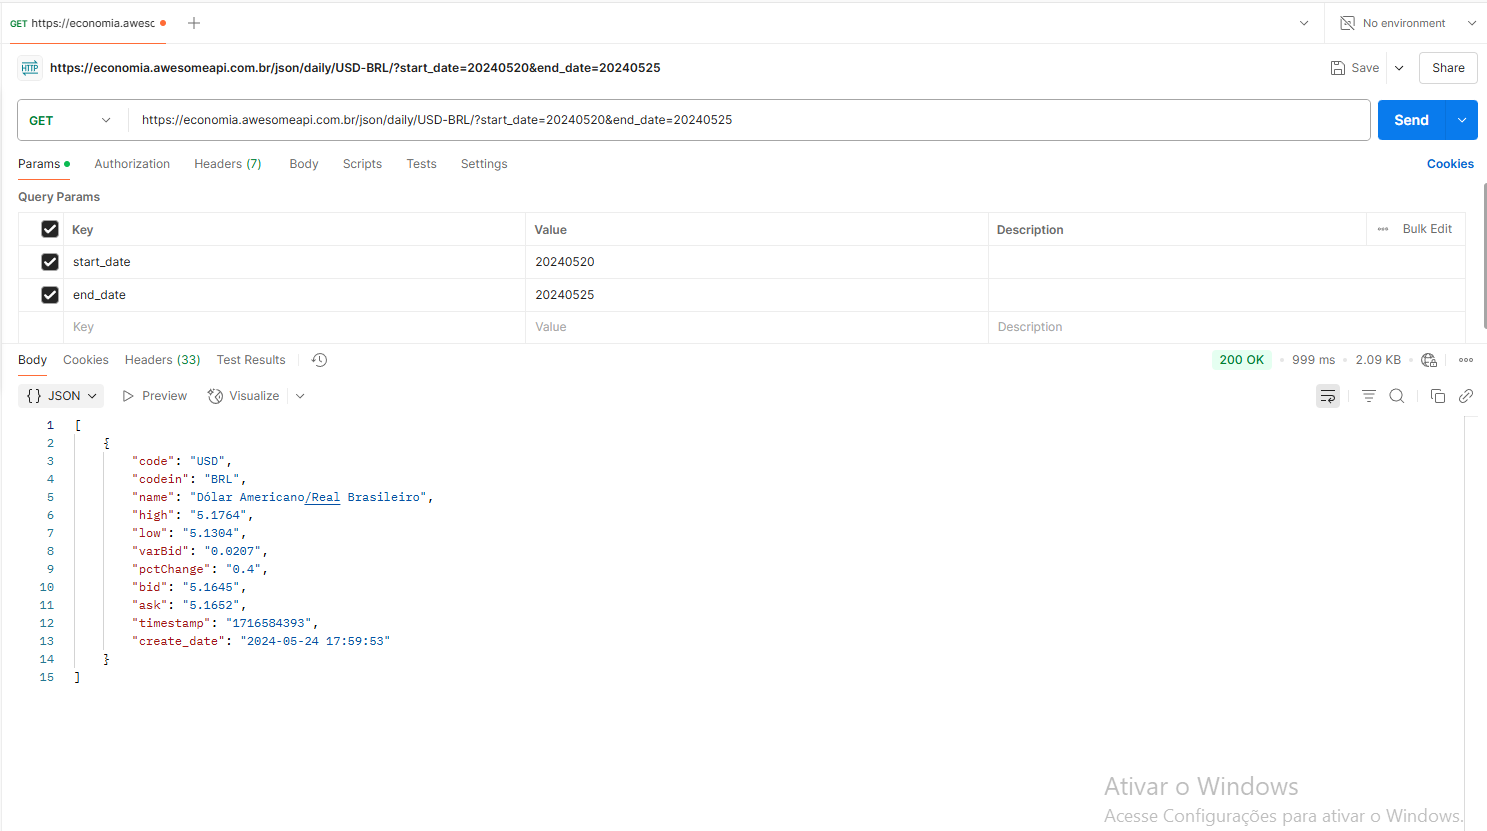 GET https://economia.awesc
No environment
HTTP https://economia.awesomeapi.com.br/json/daily/USD-BRL/?start_date=20240520&end_date=20240525
Save
Share
GET
https://economia.awesomeapi.com.br/json/daily/USD-BRL/?start_date=20240520&end_date=20240525
Send
Params Authorization Headers (7) Body Scripts Tests Settings Cookies
Query Params
Key Value Description Bulk Edit
start_date 20240520
end_date 20240525
Key Value Description
Body Cookies Headers (33) Test Results 200 OK 999 ms 2.09 KB
{} JSON Preview Visualize
1 [
2 {
3 "code": "USD",
4 "codein": "BRL",
5 "name": "Dólar Americano/Real Brasileiro",
6 "high": "5.1764",
7 "low": "5.1304",
8 "varBid": "0.0207",
9 "pctChange": "0.4",
10 "bid": "5.1645",
11 "ask": "5.1652",
12 "timestamp": "1716584393",
13 "create_date": "2024-05-24 17:59:53"
14 }
15 ]
Ativar o Windows
Acesse Configurações para ativar o Windows.